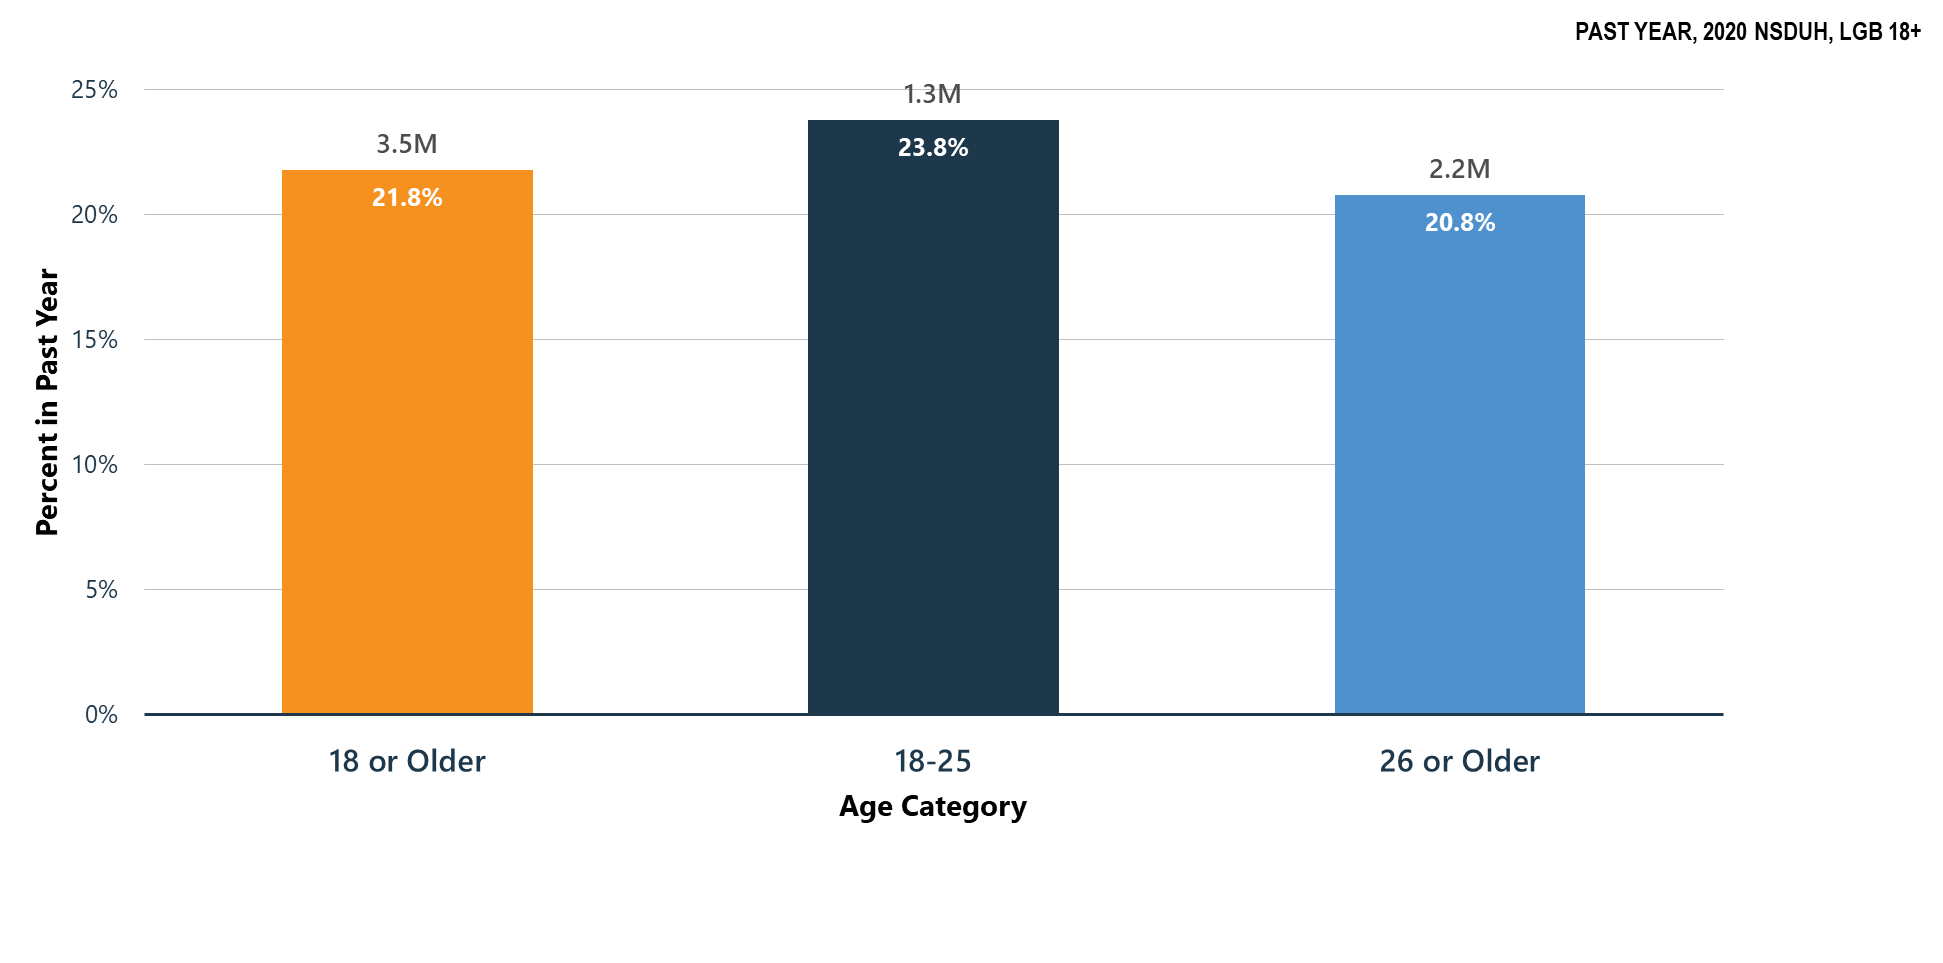 PAST YEAR, 2020 NSDUH, LGB 18+
25%
20%
15%
10%
5%
0%
Percent in Past Year
3.5M
21.8%
1.3M
23.8%
2.2M
20.8%
18 or Older
18-25
26 or Older
Age Category